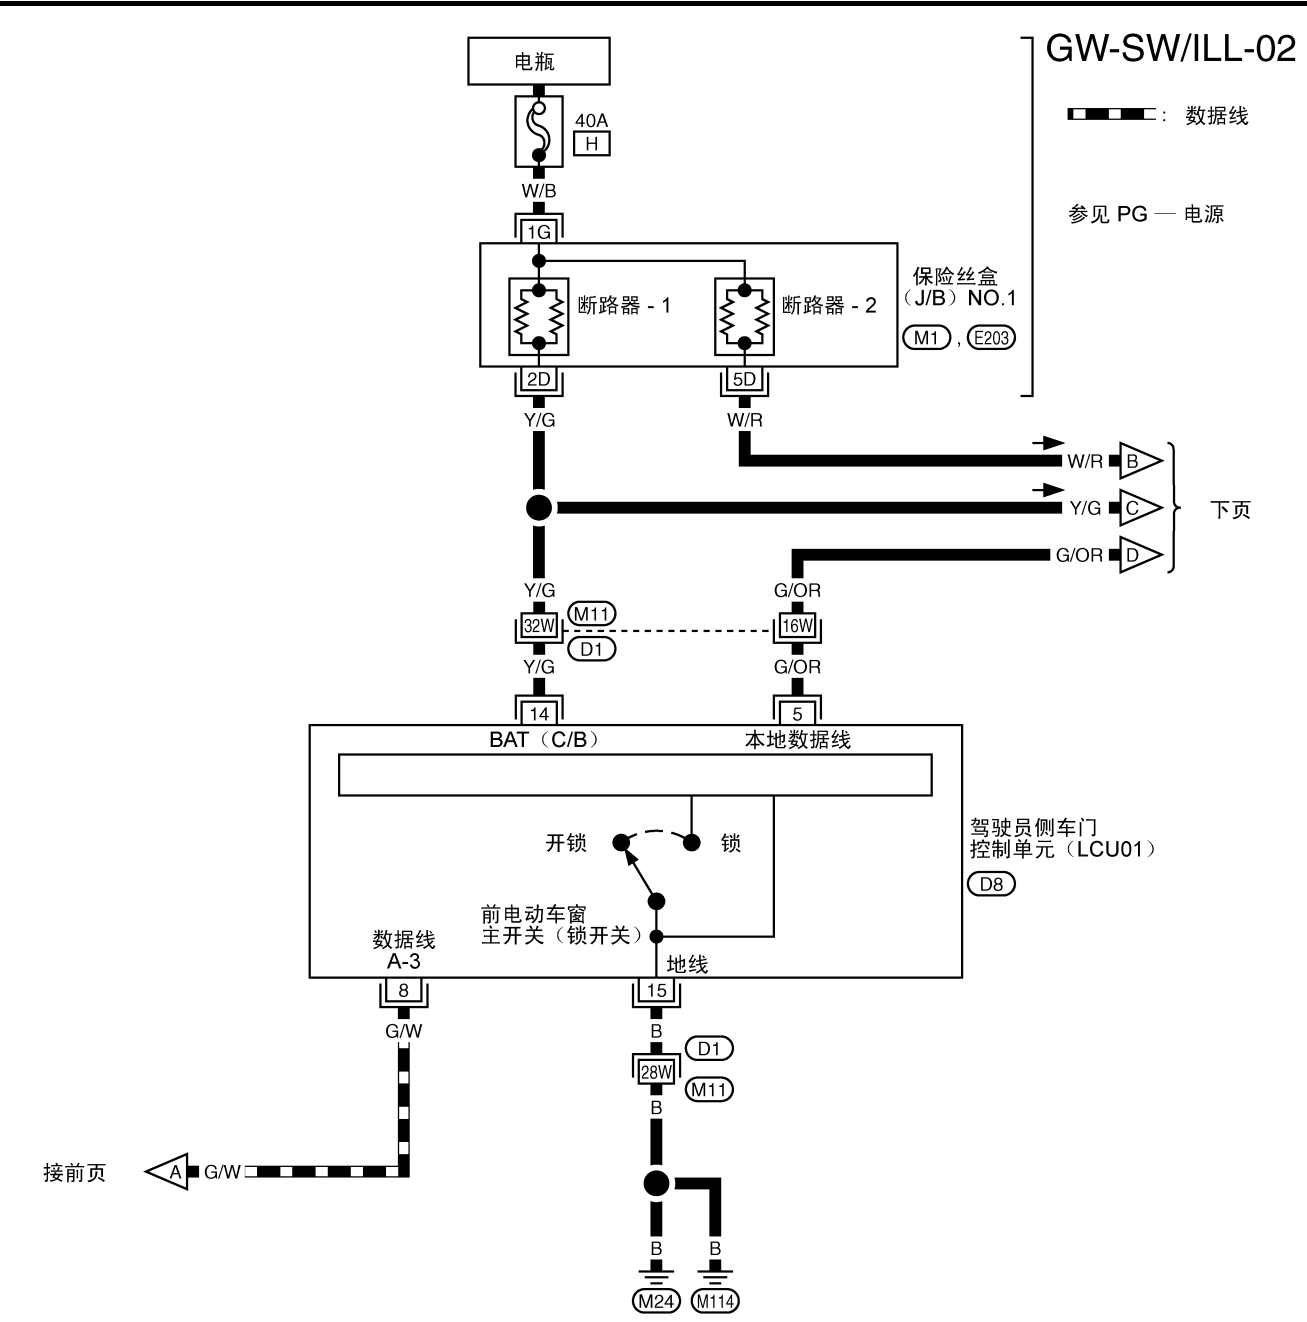 GW-SW/ILL-02
电瓶
40A
H
: 数据线
W/B
参见 PG — 电源
1G
断路器 - 1
断路器 - 2
保险丝盒
（J/B）NO.1
M1 , E203
2D
5D
Y/G
W/R
W/R
B
Y/G
C
下页
G/OR
D
Y/G
G/OR
M11
32W
16W
D1
Y/G
G/OR
14
5
BAT（C/B）
本地数据线
开锁
锁
驾驶员侧车门
控制单元（LCU01）
D8
前电动车窗
主开关（锁开关）
数据线
A-3
地线
8
15
G/W
B
D1
28W
M11
B
接前页
A
G/W
B
B
M24
M114